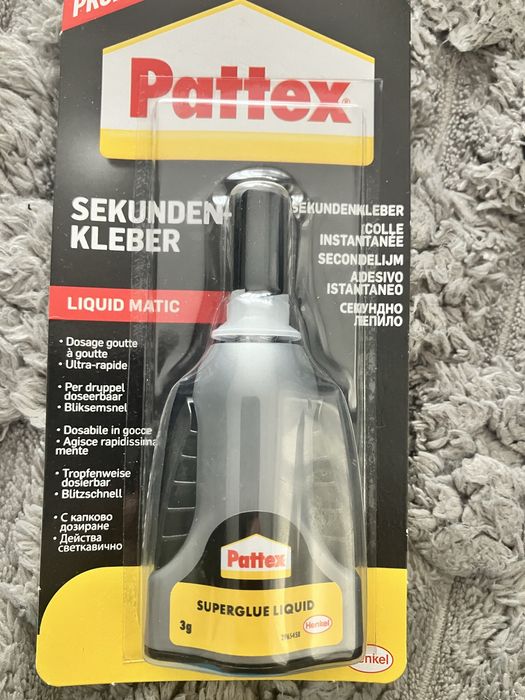 Pattex®
SEKUNDEN-
KLEBER
LIQUID MATIC
• Dosage goutte
à goutte
• Ultra-rapide
• Per druppel
doseerbaar
• Bliksemsnel
• Dosabile in gocce
• Agisce rapidissima
mente
• Tropfenweise
dosierbar
• Blitzschnell
• С капково
дозиране
• Действа
светкавично
SEKUNDENKLEBER
COLLE
INSTANTANÉE
SECONDELIJM
ADESIVO
ISTANTANEO
СЕКУНДНО
ЛЕПИЛО
Pattex
SUPERGLUE LIQUID
3g
Henkel
Henkel